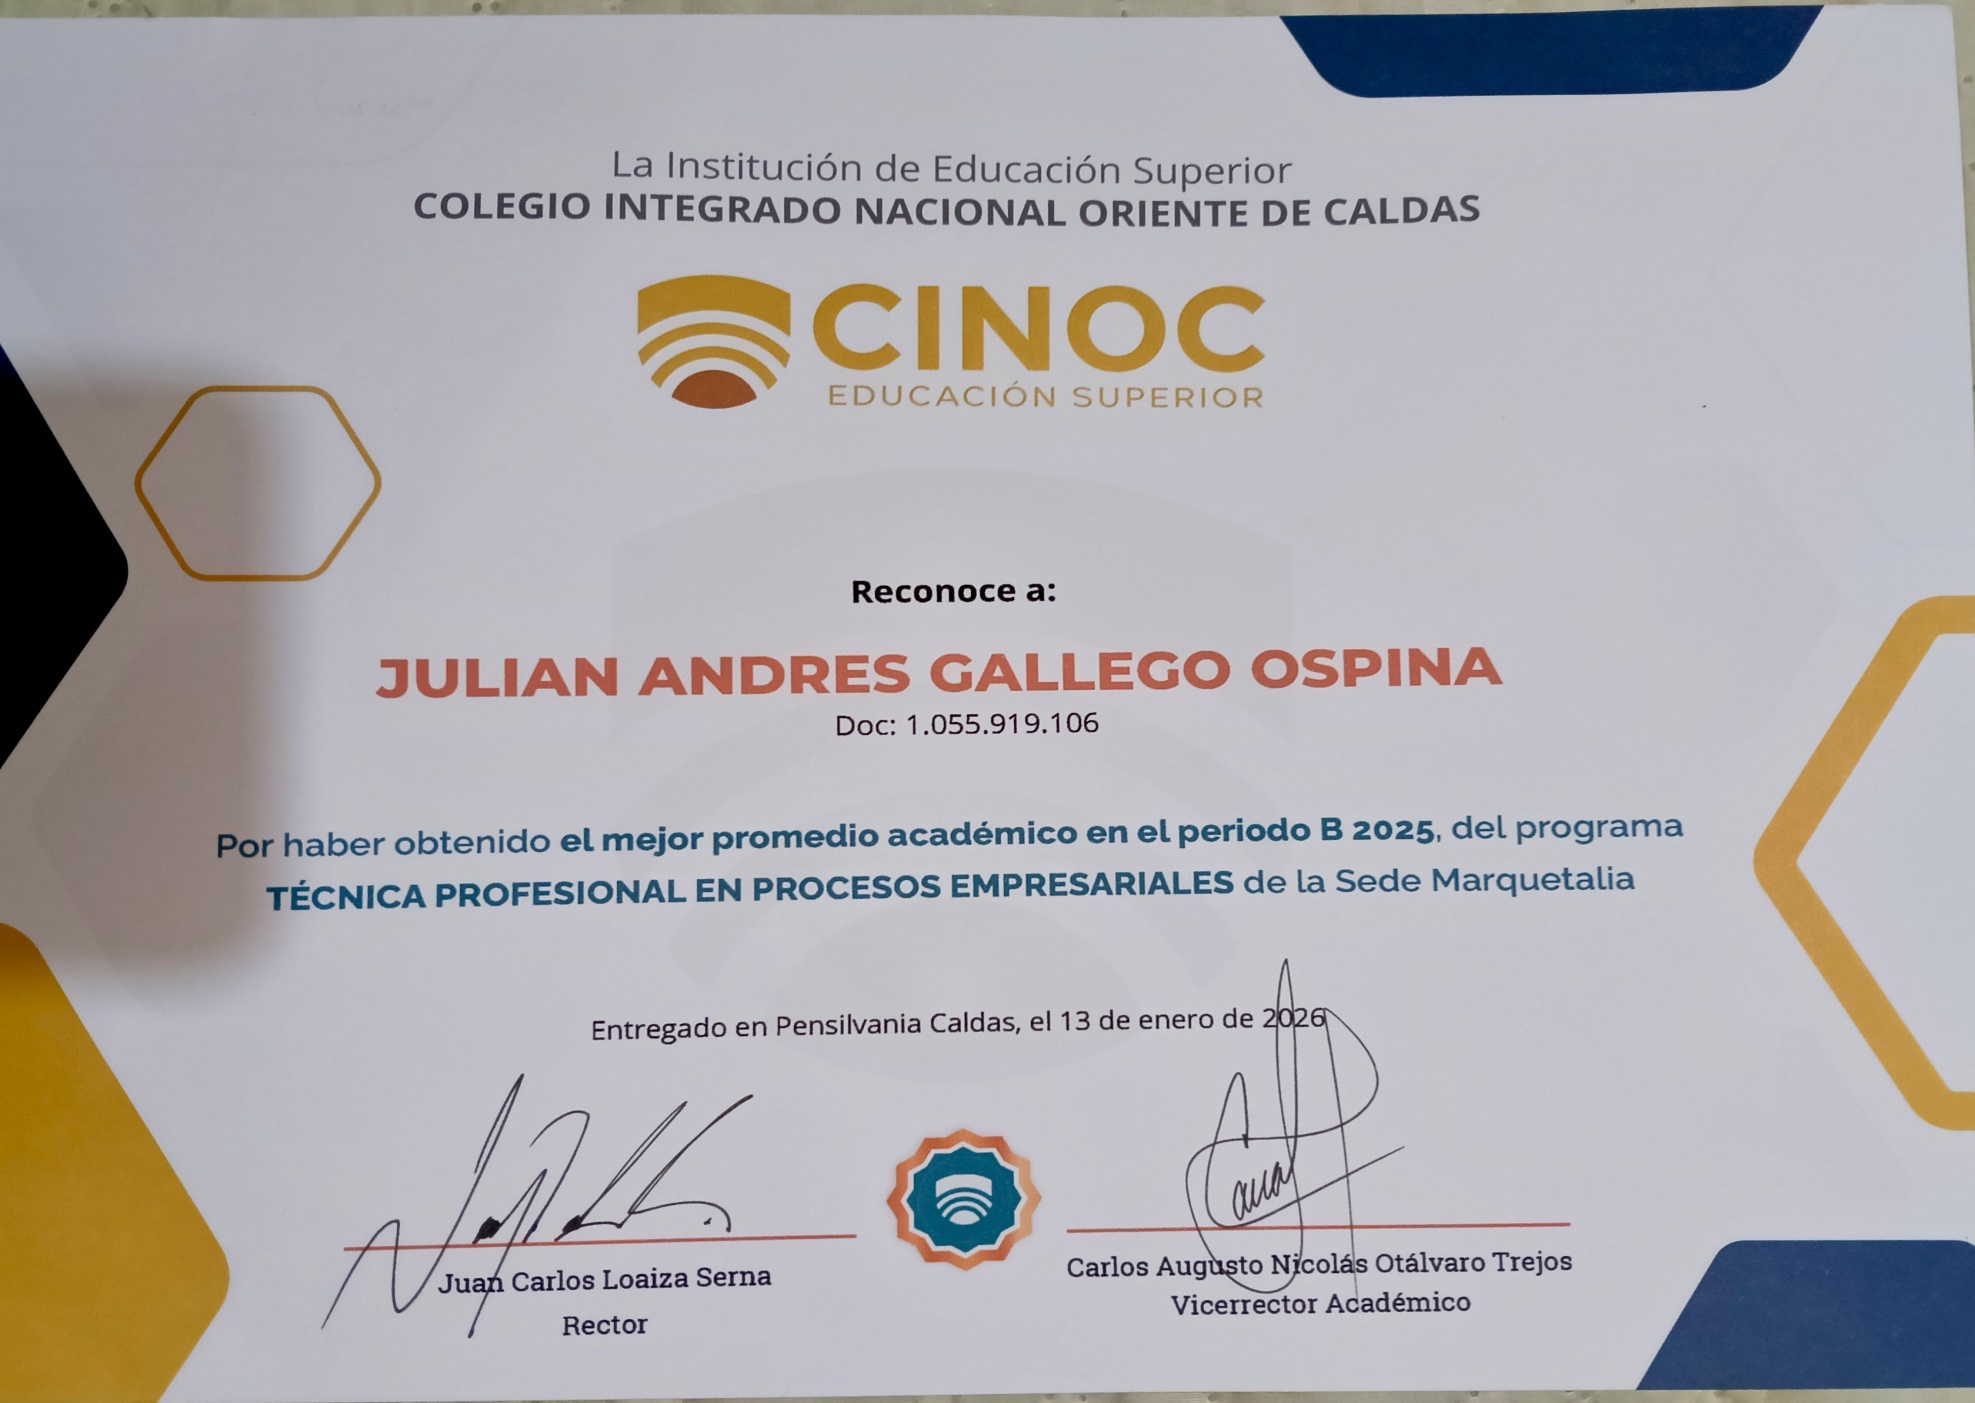 La Institución de Educación Superior
COLEGIO INTEGRADO NACIONAL ORIENTE DE CALDAS
CINOC
EDUCACIÓN SUPERIOR
Reconoce a:
JULIAN ANDRES GALLEGO OSPINA
Doc: 1.055.919.106
Por haber obtenido el mejor promedio académico en el periodo B 2025, del programa
TÉCNICA PROFESIONAL EN PROCESOS EMPRESARIALES de la Sede Marquetalia
Entregado en Pensilvania Caldas, el 13 de enero de 2026
Juan Carlos Loaiza Serna
Rector
Carlos Augusto Nicolás Otálvaro Trejos
Vicerrector Académico